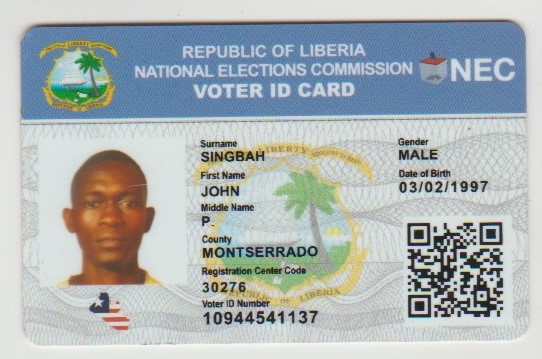 REPUBLIC OF LIBERIA
NATIONAL ELECTIONS COMMISSION
VOTER ID CARD
NEC
Surname
SINGBAH
First Name
JOHN
Middle Name
P.
County
MONTSERRADO
Registration Center Code
30276
Voter ID Number
10944541137
Gender
MALE
Date of Birth
03/02/1997